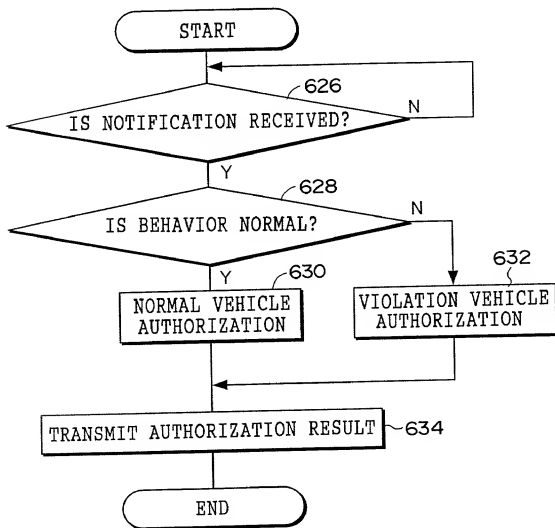 START
626
IS NOTIFICATION RECEIVED?
N
Y
628
IS BEHAVIOR NORMAL?
N
Y
630
632
NORMAL VEHICLE
AUTHORIZATION
VIOLATION VEHICLE
AUTHORIZATION
TRANSMIT AUTHORIZATION RESULT
634
END